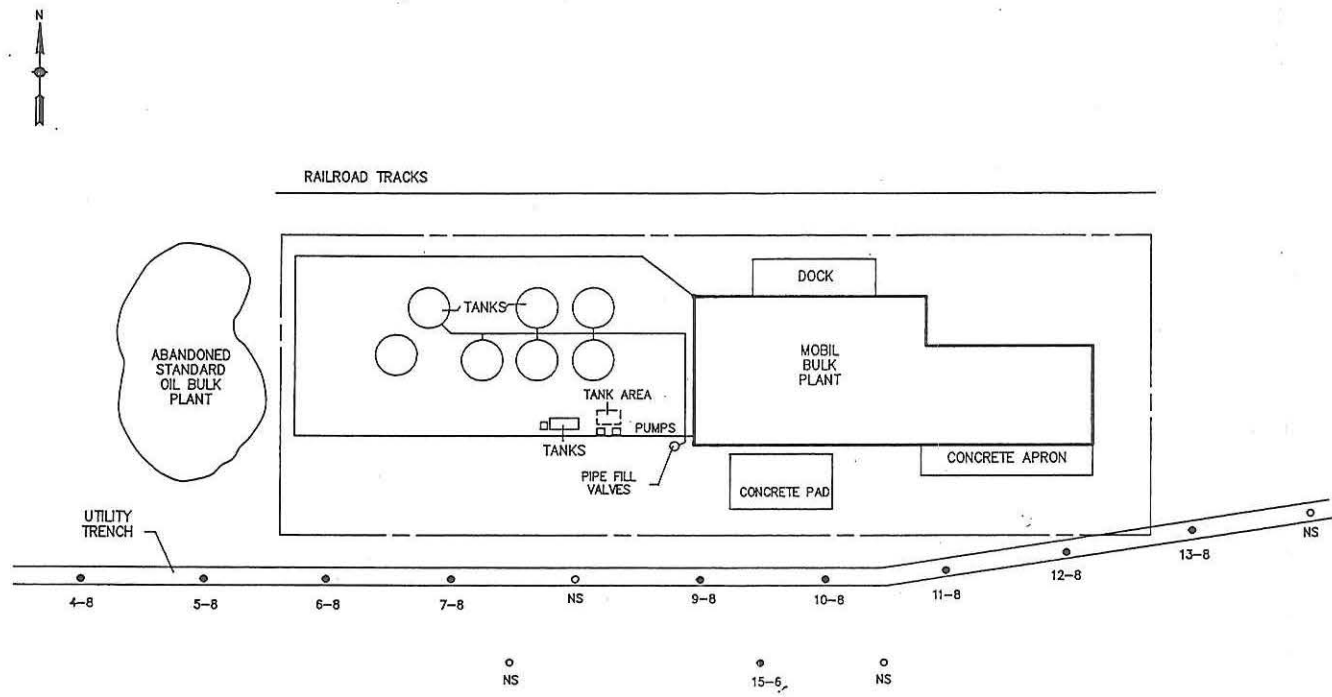 N
RAILROAD TRACKS
DOCK
TANKS
MOBIL
BULK
PLANT
ABANDONED
STANDARD
OIL BULK
PLANT
TANK AREA
PUMPS
TANKS
CONCRETE APRON
PIPE FILL
VALVES
CONCRETE PAD
UTILITY
TRENCH
NS
13-8
12-8
11-8
4-8
5-8
6-8
7-8
NS
9-8
10-8
NS
15-6
NS